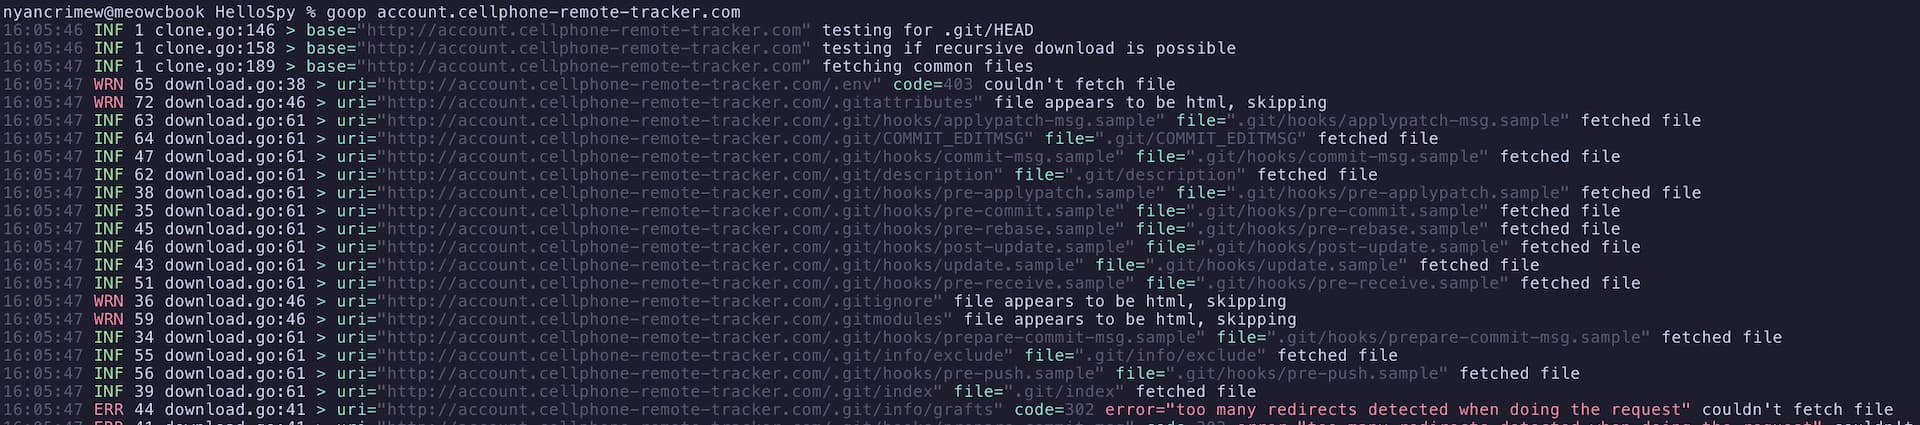 nyancrimew@meowcbook HelloSpy % goop account.cellphone-remote-tracker.com
16:05:46 INF 1 clone.go:146 > base="http://account.cellphone-remote-tracker.com" testing for .git/HEAD
16:05:46 INF 1 clone.go:158 > base="http://account.cellphone-remote-tracker.com" testing if recursive download is possible
16:05:47 INF 1 clone.go:189 > base="http://account.cellphone-remote-tracker.com" fetching common files
16:05:47 WRN 65 download.go:38 > uri="http://account.cellphone-remote-tracker.com/.env" code=403 couldn't fetch file
16:05:47 WRN 72 download.go:46 > uri="http://account.cellphone-remote-tracker.com/.gitattributes" file appears to be html, skipping
16:05:47 INF 63 download.go:61 > uri="http://account.cellphone-remote-tracker.com/.git/hooks/applypatch-msg.sample" file=".git/hooks/applypatch-msg.sample" fetched file
16:05:47 INF 64 download.go:61 > uri="http://account.cellphone-remote-tracker.com/.git/COMMIT_EDITMSG" file=".git/COMMIT_EDITMSG" fetched file
16:05:47 INF 47 download.go:61 > uri="http://account.cellphone-remote-tracker.com/.git/hooks/commit-msg.sample" file=".git/hooks/commit-msg.sample" fetched file
16:05:47 INF 62 download.go:61 > uri="http://account.cellphone-remote-tracker.com/.git/description" file=".git/description" fetched file
16:05:47 INF 38 download.go:61 > uri="http://account.cellphone-remote-tracker.com/.git/hooks/pre-applypatch.sample" file=".git/hooks/pre-applypatch.sample" fetched file
16:05:47 INF 35 download.go:61 > uri="http://account.cellphone-remote-tracker.com/.git/hooks/pre-commit.sample" file=".git/hooks/pre-commit.sample" fetched file
16:05:47 INF 45 download.go:61 > uri="http://account.cellphone-remote-tracker.com/.git/hooks/pre-rebase.sample" file=".git/hooks/pre-rebase.sample" fetched file
16:05:47 INF 46 download.go:61 > uri="http://account.cellphone-remote-tracker.com/.git/hooks/post-update.sample" file=".git/hooks/post-update.sample" fetched file
16:05:47 INF 43 download.go:61 > uri="http://account.cellphone-remote-tracker.com/.git/hooks/update.sample" file=".git/hooks/update.sample" fetched file
16:05:47 INF 51 download.go:61 > uri="http://account.cellphone-remote-tracker.com/.git/hooks/pre-receive.sample" file=".git/hooks/pre-receive.sample" fetched file
16:05:47 WRN 36 download.go:46 > uri="http://account.cellphone-remote-tracker.com/.gitignore" file appears to be html, skipping
16:05:47 WRN 59 download.go:46 > uri="http://account.cellphone-remote-tracker.com/.gitmodules" file appears to be html, skipping
16:05:47 INF 34 download.go:61 > uri="http://account.cellphone-remote-tracker.com/.git/hooks/prepare-commit-msg.sample" file=".git/hooks/prepare-commit-msg.sample" fetched file
16:05:47 INF 55 download.go:61 > uri="http://account.cellphone-remote-tracker.com/.git/info/exclude" file=".git/info/exclude" fetched file
16:05:47 INF 56 download.go:61 > uri="http://account.cellphone-remote-tracker.com/.git/hooks/pre-push.sample" file=".git/hooks/pre-push.sample" fetched file
16:05:47 INF 39 download.go:61 > uri="http://account.cellphone-remote-tracker.com/.git/index" file=".git/index" fetched file
16:05:47 ERR 44 download.go:41 > uri="http://account.cellphone-remote-tracker.com/.git/info/grafts" code=302 error="too many redirects detected when doing the request" couldn't fetch file